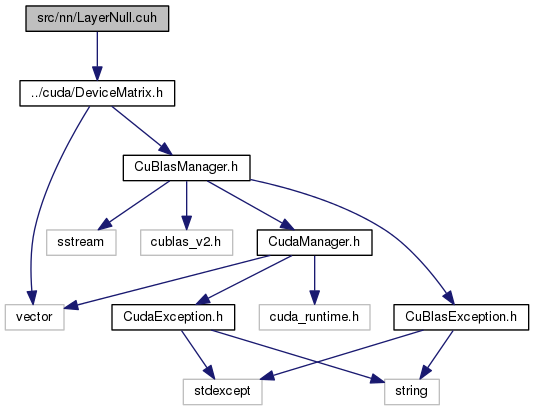 src/nn/LayerNull.cuh
../cuda/DeviceMatrix.h
CuBlasManager.h
sstream
cublas_v2.h
CudaManager.h
vector
CudaException.h
cuda_runtime.h
CuBlasException.h
stdexcept
string